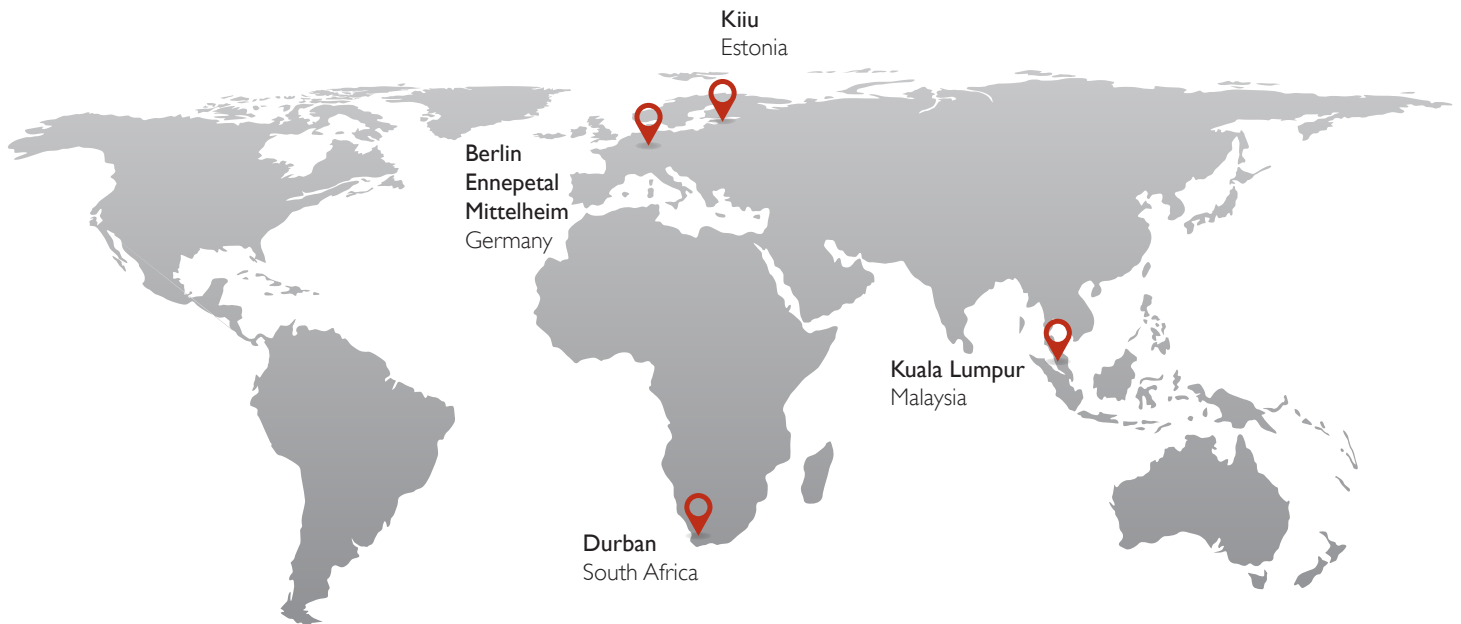 Kiiu
Estonia
Berlin
Ennepetal
Mittelheim
Germany
Kuala Lumpur
Malaysia
Durban
South Africa